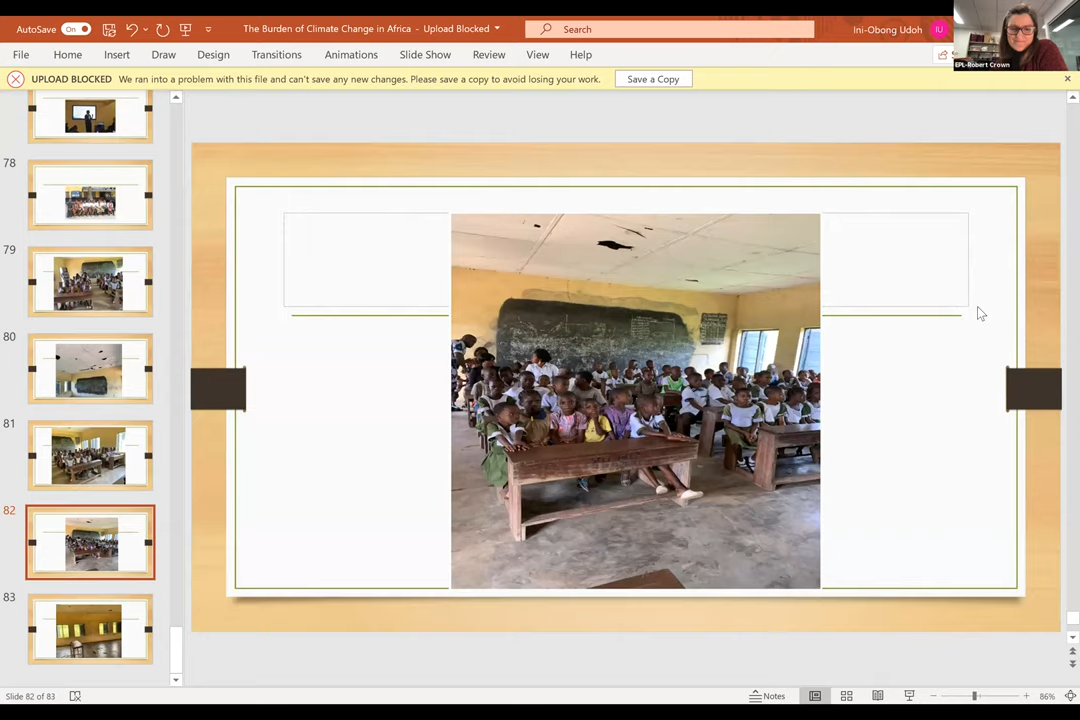 AutoSave On The Burden of Climate Change in Africa - Upload Blocked Search Ini-Obong Udoh IU
EPL-Robert Crown
File Home Insert Draw Design Transitions Animations Slide Show Review View Help
UPLOAD BLOCKED We ran into a problem with this file and can't save any new changes. Please save a copy to avoid losing your work. Save a Copy
78
79
80
81
82
83
Slide 82 of 83 Notes 86%